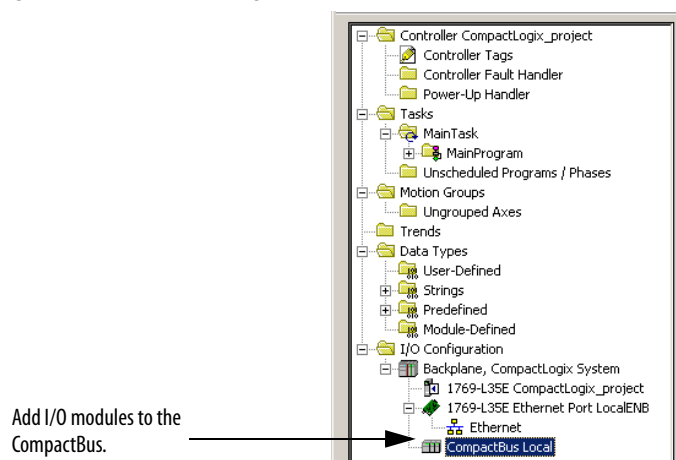 Controller CompactLogix_project
Controller Tags
Controller Fault Handler
Power-Up Handler
Tasks
MainTask
MainProgram
Unscheduled Programs / Phases
Motion Groups
Ungrouped Axes
Trends
Data Types
User-Defined
Strings
Predefined
Module-Defined
I/O Configuration
Backplane, CompactLogix System
1769-L35E CompactLogix_project
1769-L35E Ethernet Port LocalENB
Ethernet
CompactBus Local
Add I/O modules to the
CompactBus.